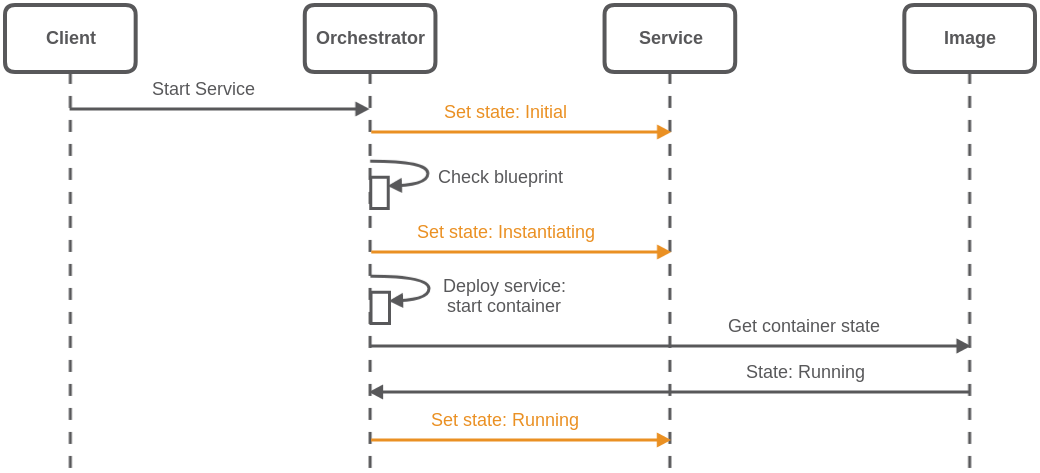 Client
Orchestrator
Service
Image
Start Service
Set state: Initial
Check blueprint
Set state: Instantiating
Deploy service:
start container
Get container state
State: Running
Set state: Running